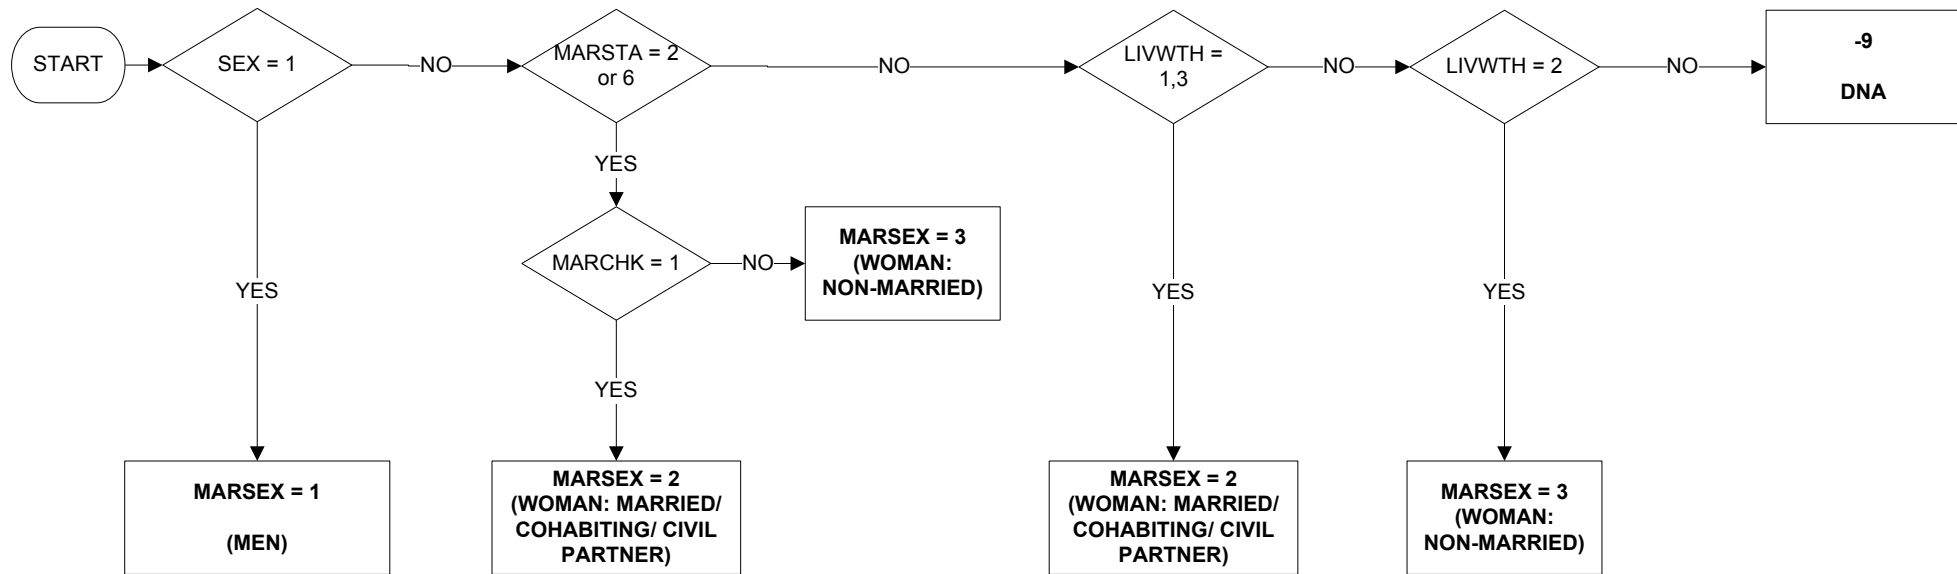 START
SEX = 1
NO
MARSTA = 2
or 6
NO
LIVWTH =
1,3
NO
LIVWTH = 2
NO
-9
DNA
YES
MARCHK = 1
NO
MARSEX = 3
(WOMAN:
NON-MARRIED)
YES
YES
YES
YES
MARSEX = 1
(MEN)
MARSEX = 2
(WOMAN: MARRIED/
COHABITING/ CIVIL
PARTNER)
MARSEX = 2
(WOMAN: MARRIED/
COHABITING/ CIVIL
PARTNER)
MARSEX = 3
(WOMAN:
NON-MARRIED)